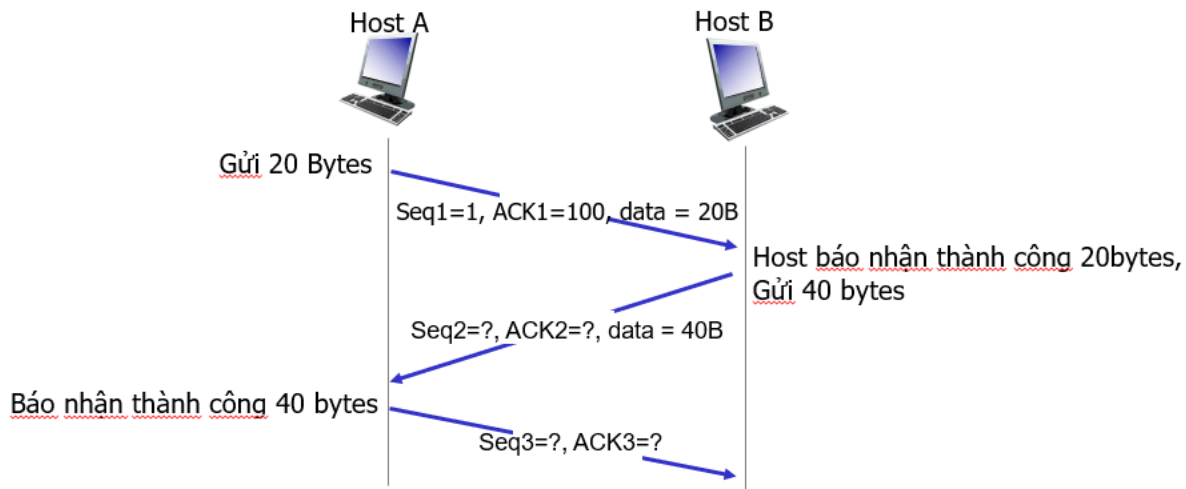 Host A
Host B
Gửi 20 Bytes
Seq1=1, ACK1=100, data = 20B
Host báo nhận thành công 20bytes,
Gửi 40 bytes
Seq2=?, ACK2=?, data = 40B
Báo nhận thành công 40 bytes
Seq3=?, ACK3=?